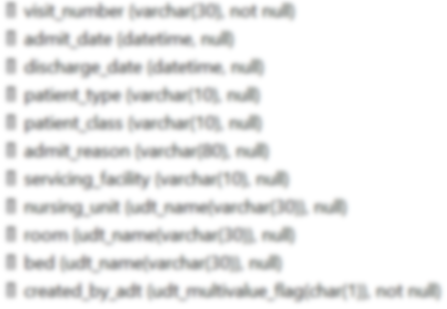 visit_number (varchar(30), not null)
admit_date (datetime, null)
discharge_date (datetime, null)
patient_type (varchar(10), null)
patient_class (varchar(10), null)
admit_reason (varchar(80), null)
servicing_facility (varchar(10), null)
nursing_unit (udt_name(varchar(30)), null)
room (udt_name(varchar(30)), null)
bed (udt_name(varchar(30)), null)
created_by_adt (udt_multivalue_flag(char(1)), not null)